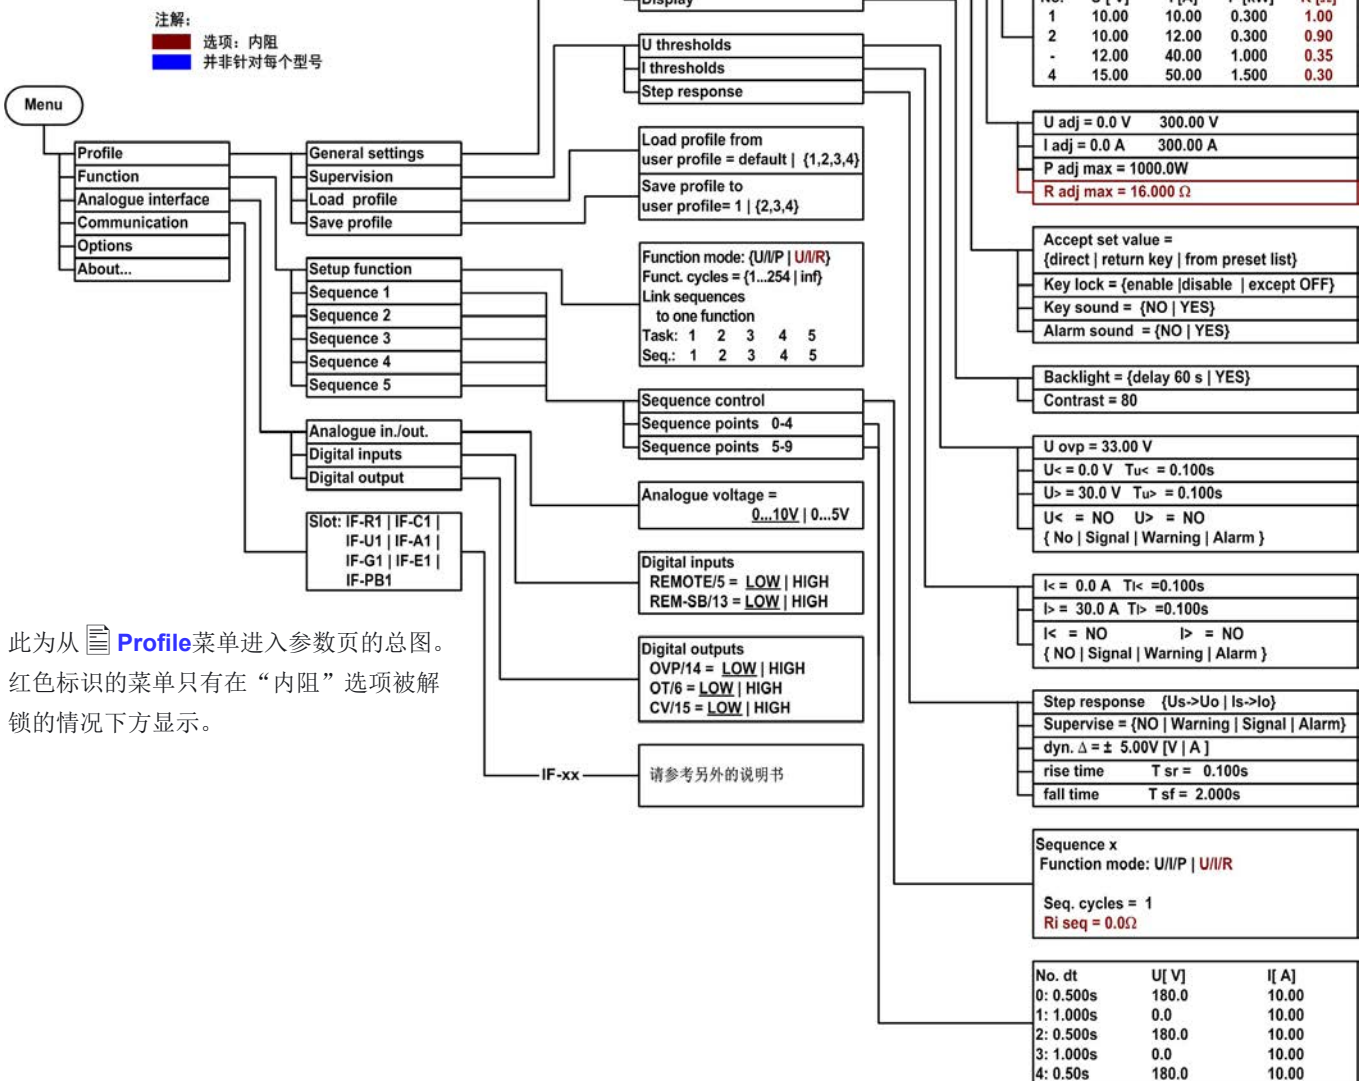 注解：
选项：内阻
并非针对每个型号
Menu
Profile
Function
Analogue interface
Communication
Options
About...
General settings
Supervision
Load profile
Save profile
Setup function
Sequence 1
Sequence 2
Sequence 3
Sequence 4
Sequence 5
Analogue in./out.
Digital inputs
Digital output
Slot: IF-R1 | IF-C1 |
IF-U1 | IF-A1 |
IF-G1 | IF-E1 |
IF-PB1
此为从 Profile菜单进入参数页的总图。
红色标识的菜单只有在“内阻”选项被解
锁的情况下方显示。
Display
U thresholds
I thresholds
Step response
Load profile from
user profile = default | {1,2,3,4}
Save profile to
user profile= 1 | {2,3,4}
Function mode: {U/I/P | U/I/R}
Funct. cycles = {1...254 | inf}
Link sequences
to one function
Task: 1 2 3 4 5
Seq.: 1 2 3 4 5
Sequence control
Sequence points 0-4
Sequence points 5-9
Analogue voltage =
0...10V | 0...5V
Digital inputs
REMOTE/5 = LOW | HIGH
REM-SB/13 = LOW | HIGH
Digital outputs
OVP/14 = LOW | HIGH
OT/6 = LOW | HIGH
CV/15 = LOW | HIGH
IF-xx
请参考另外的说明书
No. U [ V] I [A] P [kW] R [Ω]
1 10.00 10.00 0.300 1.00
2 10.00 12.00 0.300 0.90
- 12.00 40.00 1.000 0.35
4 15.00 50.00 1.500 0.30
U adj = 0.0 V 300.00 V
I adj = 0.0 A 300.00 A
P adj max = 1000.0W
R adj max = 16.000 Ω
Accept set value =
{direct | return key | from preset list}
Key lock = {enable |disable | except OFF}
Key sound = {NO | YES}
Alarm sound = {NO | YES}
Backlight = {delay 60 s | YES}
Contrast = 80
U ovp = 33.00 V
U< = 0.0 V Tu< = 0.100s
U> = 30.0 V Tu> = 0.100s
U< = NO U> = NO
{ No | Signal | Warning | Alarm }
I< = 0.0 A TI< =0.100s
I> = 30.0 A TI> =0.100s
I< = NO I> = NO
{ NO | Signal | Warning | Alarm }
Step response {Us->Uo | Is->Io}
Supervise = {NO | Warning | Signal | Alarm}
dyn. Δ = ± 5.00V [V | A ]
rise time T sr = 0.100s
fall time T sf = 2.000s
Sequence x
Function mode: U/I/P | U/I/R
Seq. cycles = 1
Ri seq = 0.0Ω
No. dt U[ V] I[ A]
0: 0.500s 180.0 10.00
1: 1.000s 0.0 10.00
2: 0.500s 180.0 10.00
3: 1.000s 0.0 10.00
4: 0.50s 180.0 10.00